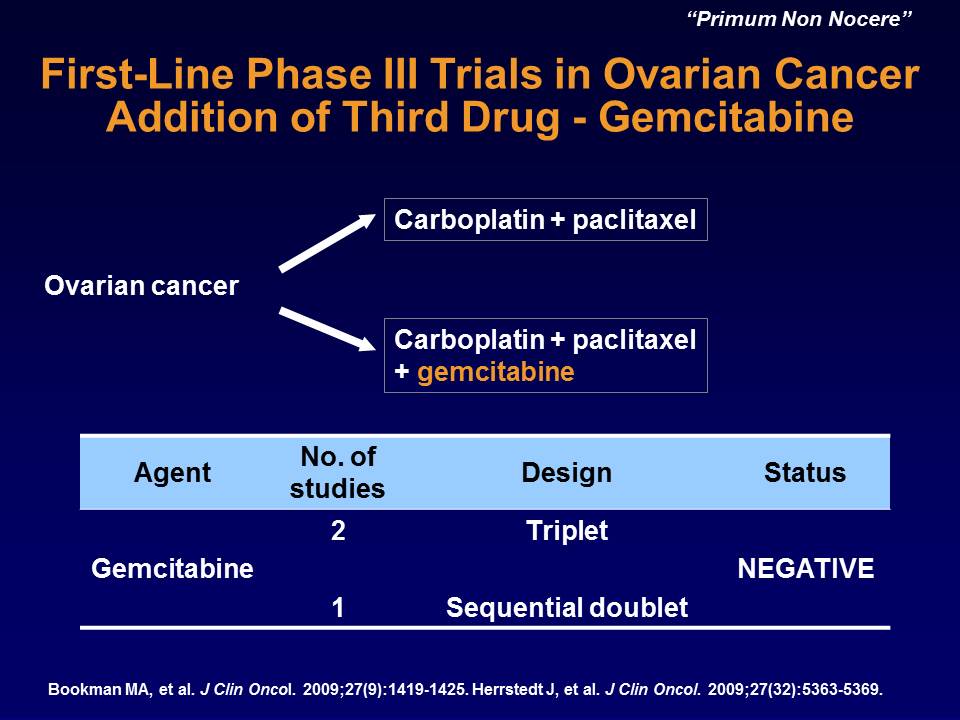 “Primum Non Nocere”
First-Line Phase III Trials in Ovarian Cancer
Addition of Third Drug - Gemcitabine
Carboplatin + paclitaxel
Ovarian cancer
Carboplatin + paclitaxel
+ gemcitabine
Agent No. of studies Design Status
2 Triplet
Gemcitabine NEGATIVE
1 Sequential doublet
Bookman MA, et al. J Clin Oncol. 2009;27(9):1419-1425. Herrstedt J, et al. J Clin Oncol. 2009;27(32):5363-5369.